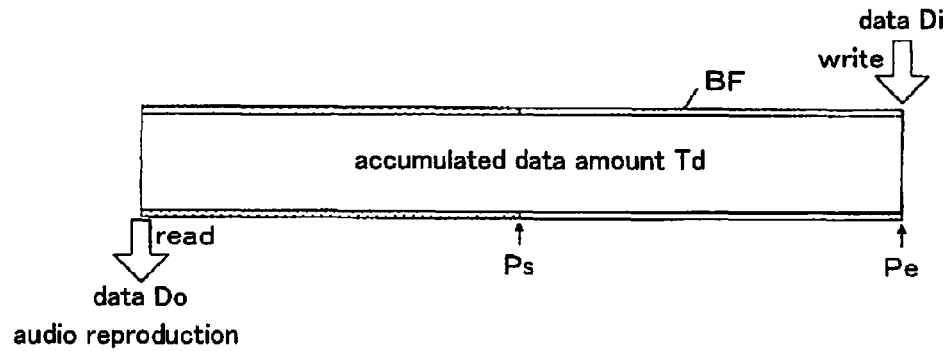 data Di
write
BF
accumulated data amount Td
read
Ps
Pe
data Do
audio reproduction